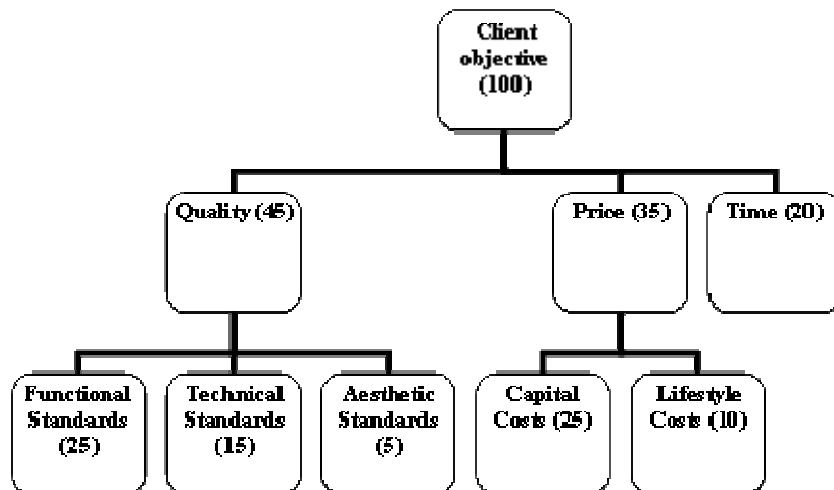 Client
objective
(100)
Quality (45)
Price (35)
Time (20)
Functional
Standards
(25)
Technical
Standards
(15)
Aesthetic
Standards
(5)
Capital
Costs (25)
Lifestyle
Costs (10)